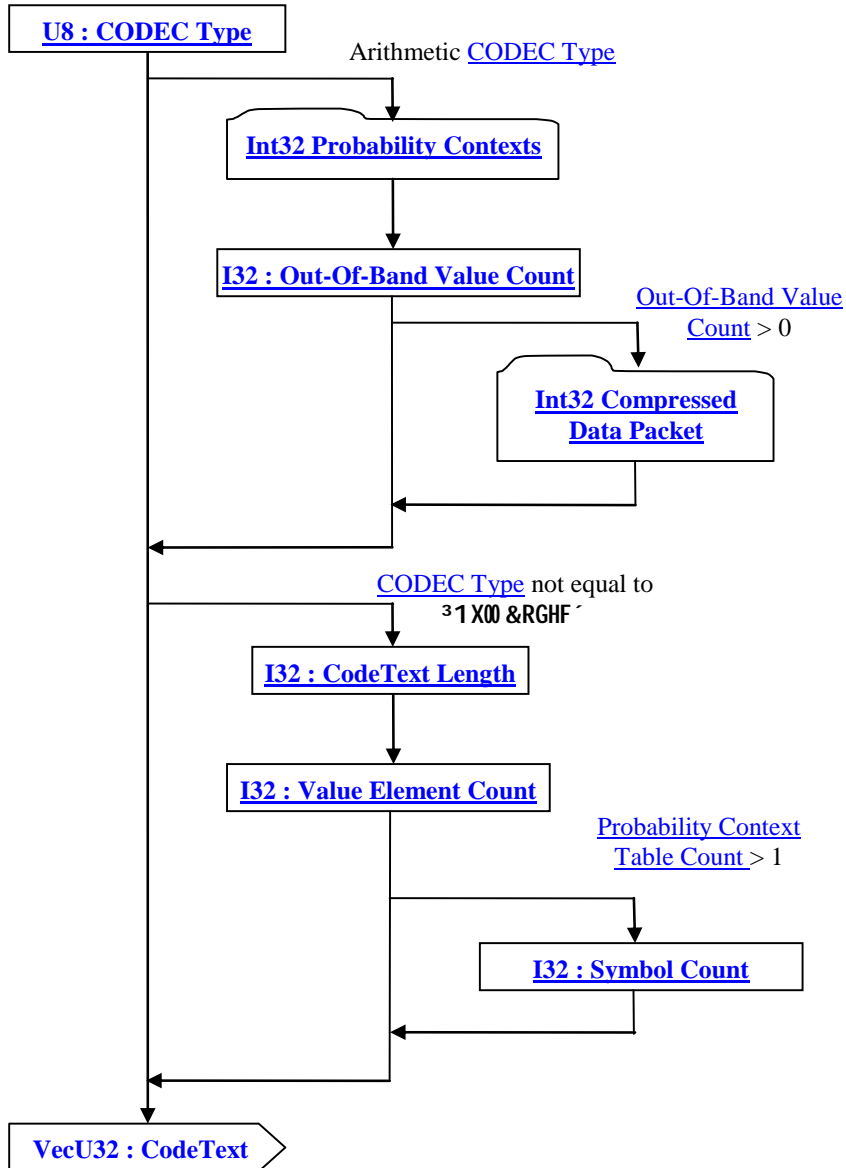 U8 : CODEC Type
Arithmetic CODEC Type
Int32 Probability Contexts
I32 : Out-Of-Band Value Count
Out-Of-Band Value
Count > 0
Int32 Compressed
Data Packet
CODEC Type not equal to
I32 : CodeText Length
I32 : Value Element Count
Probability Context
Table Count > 1
I32 : Symbol Count
VecU32 : CodeText